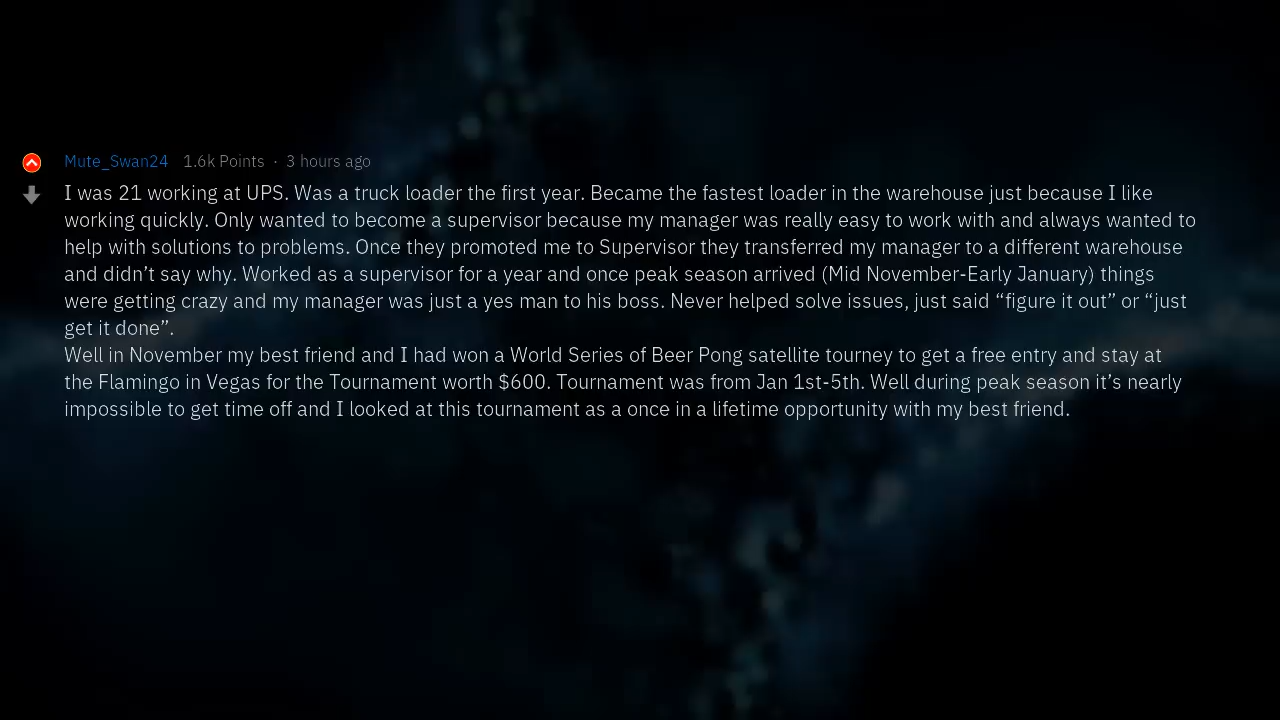 Mute_Swan24 1.6k Points · 3 hours ago
I was 21 working at UPS. Was a truck loader the first year. Became the fastest loader in the warehouse just because I like
working quickly. Only wanted to become a supervisor because my manager was really easy to work with and always wanted to
help with solutions to problems. Once they promoted me to Supervisor they transferred my manager to a different warehouse
and didn’t say why. Worked as a supervisor for a year and once peak season arrived (Mid November-Early January) things
were getting crazy and my manager was just a yes man to his boss. Never helped solve issues, just said “figure it out” or “just
get it done”.
Well in November my best friend and I had won a World Series of Beer Pong satellite tourney to get a free entry and stay at
the Flamingo in Vegas for the Tournament worth $600. Tournament was from Jan 1st-5th. Well during peak season it’s nearly
impossible to get time off and I looked at this tournament as a once in a lifetime opportunity with my best friend.